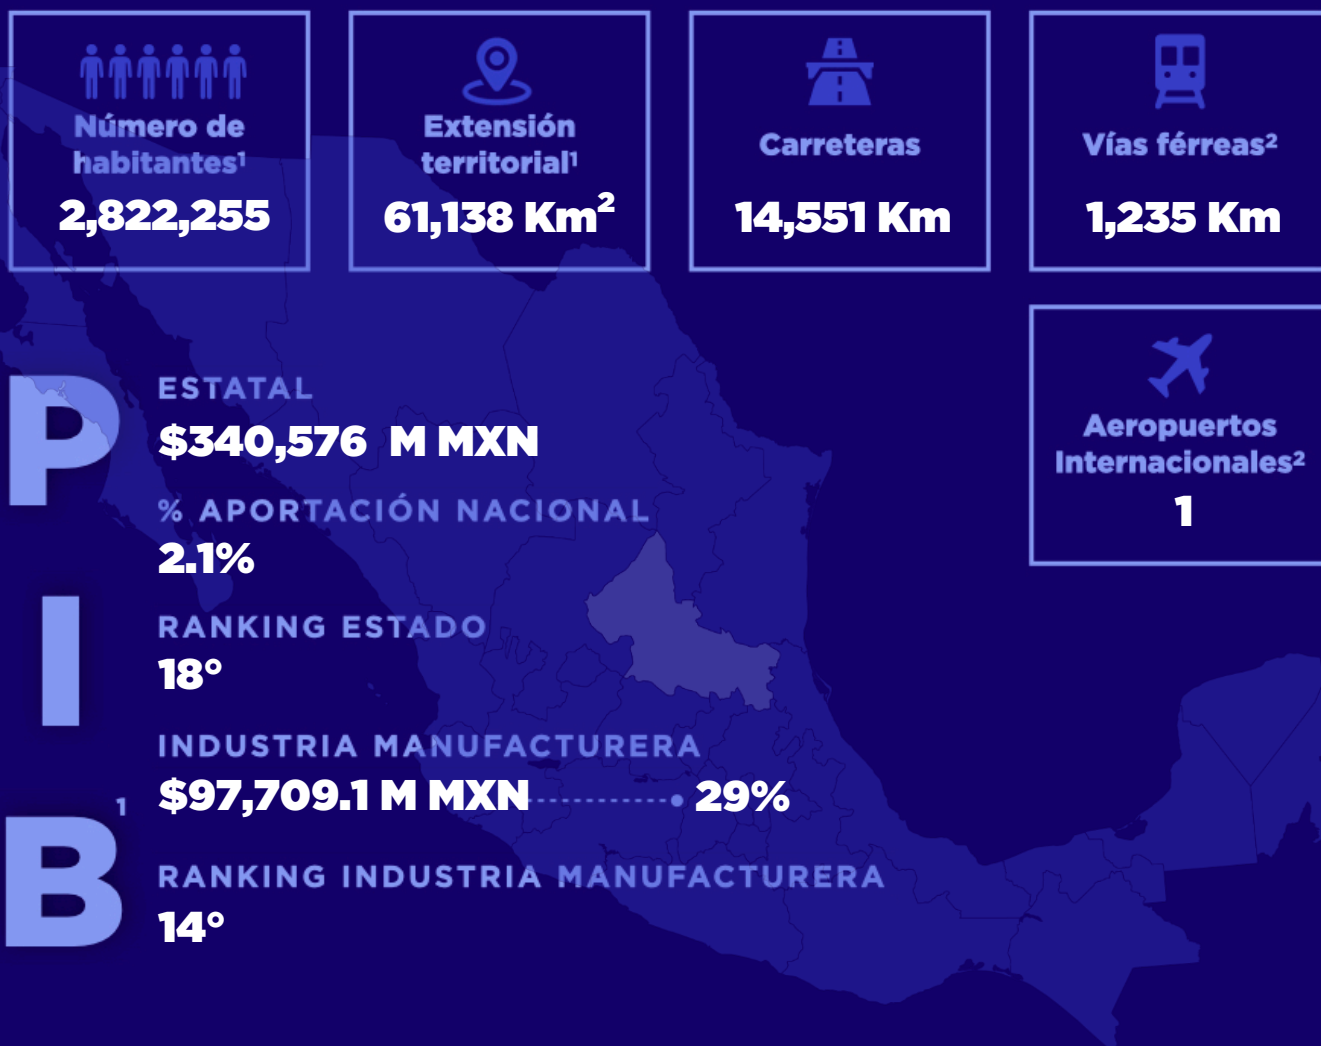 Número de
habitantes¹
2,822,255
Extensión
territorial¹
61,138 Km²
Carreteras
14,551 Km
Vías férreas²
1,235 Km
Aeropuertos
Internacionales²
1
PIB¹
ESTATAL
$340,576 M MXN
% APORTACIÓN NACIONAL
2.1%
RANKING ESTADO
18°
INDUSTRIA MANUFACTURERA
$97,709.1 M MXN 29%
RANKING INDUSTRIA MANUFACTURERA
14°